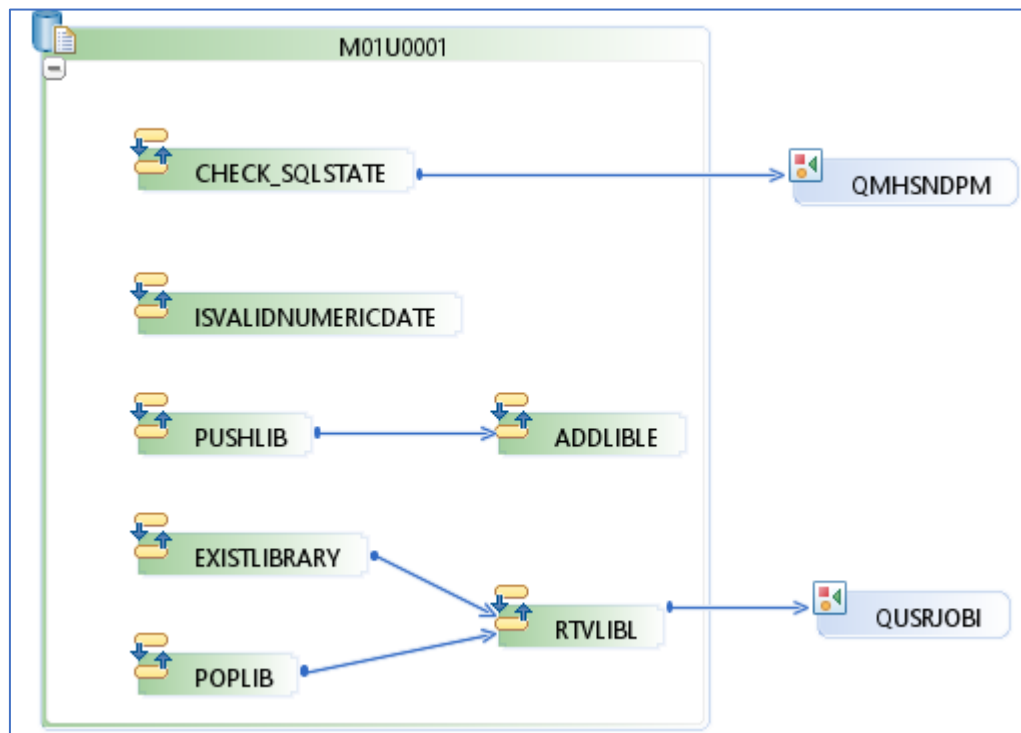 M01U0001
CHECK_SQLSTATE
QMHSNDPM
ISVALIDNUMERICDATE
PUSHLIB
ADDLIBLE
EXISTLIBRARY
RTVLIBL
QUSRJOBI
POPLIB